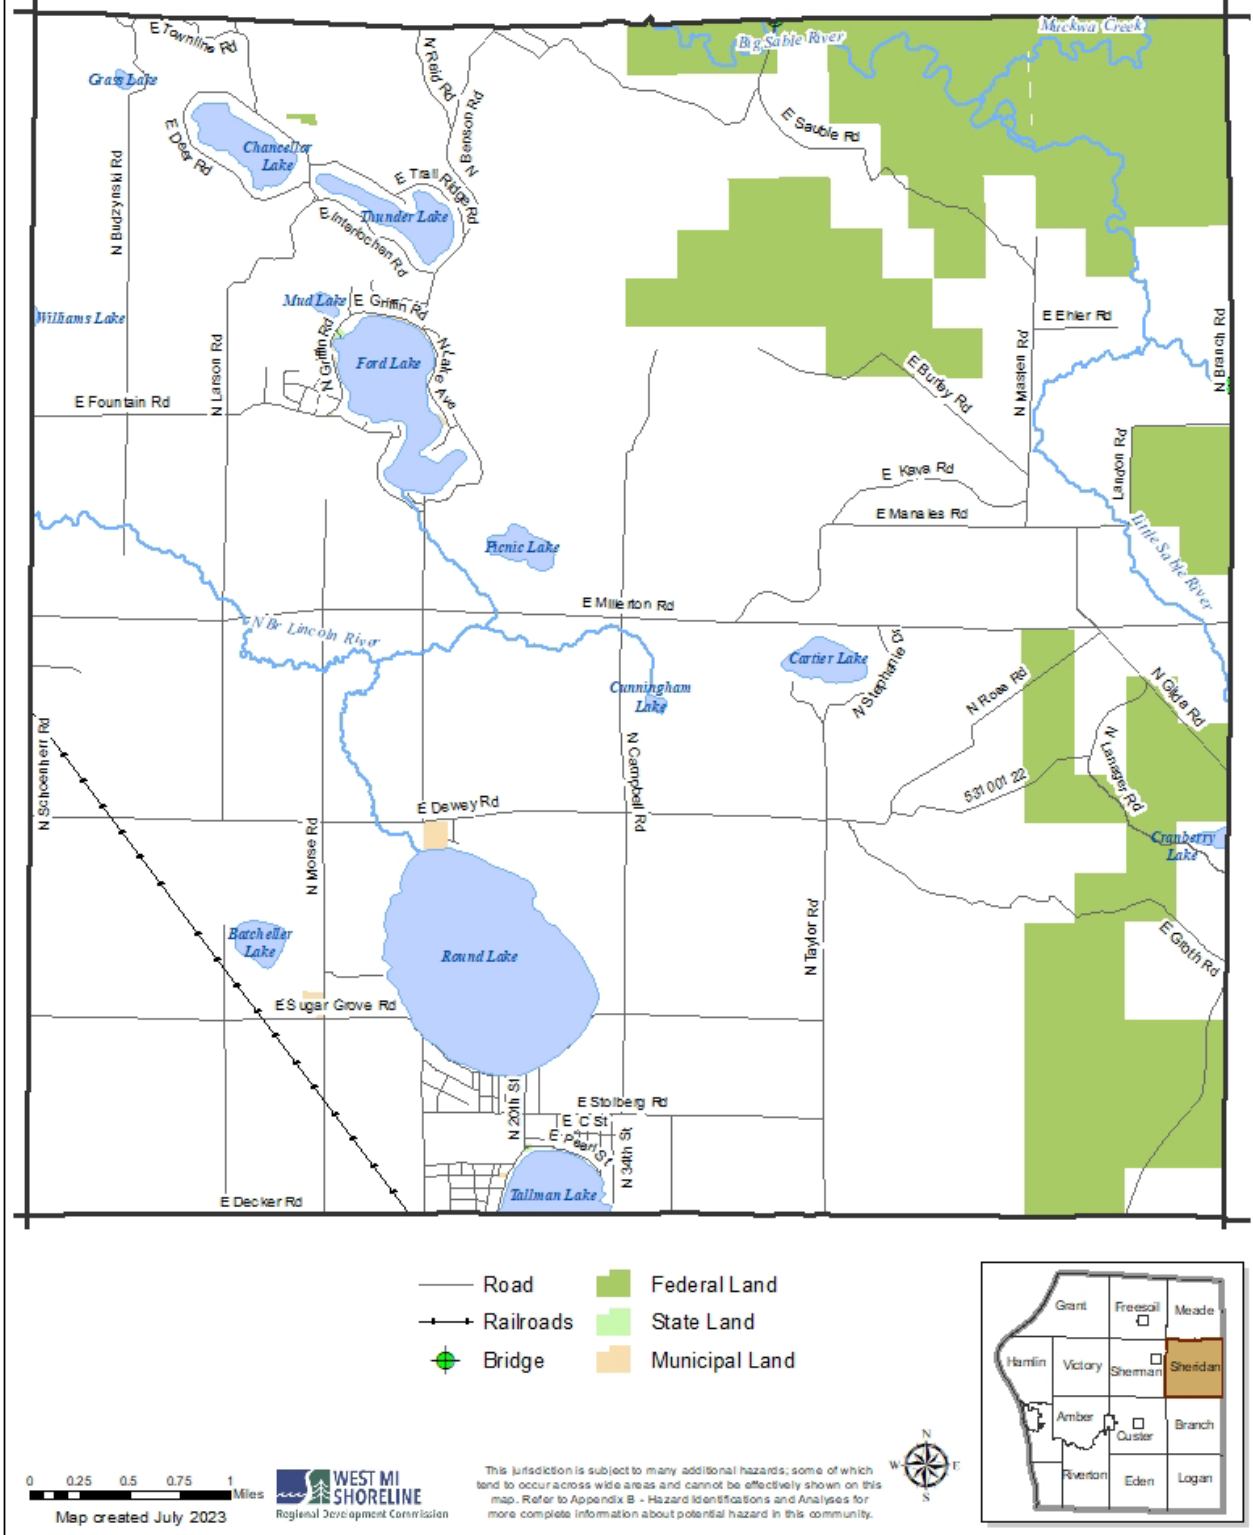 E Townline Rd
N Reid Rd
Big Sable River
Muckwa Creek
Grass Lake
E Deer Rd
Chancellor
Lake
N Benson Rd
E Sauble Rd
N Budzynski Rd
E Trail Ridge Rd
Thunder Lake
E Interlochen Rd
Williams Lake
Mud Lake
E Griffin Rd
N Griffin Rd
Ford Lake
N Lake Ave
N Larson Rd
E Fountain Rd
E Ehler Rd
N Masten Rd
N Branch Rd
E Burley Rd
Landon Rd
E Kava Rd
E Manales Rd
Picnic Lake
Little Sable River
E Millerton Rd
N Br Lincoln River
Cartier Lake
N Stephanie Rd
Cunningham
Lake
N Rose Rd
N Gilda Rd
N Lanager Rd
N Schoenherr Rd
N Campbell Rd
531 001 22
E Dewey Rd
N Morse Rd
Cranberry
Lake
Batcheller
Lake
Round Lake
N Taylor Rd
E Groth Rd
E Sugar Grove Rd
N 20th St
E Stolberg Rd
E C St
E Pearl St
N 34th St
Tallman Lake
E Decker Rd
Road
Railroads
Bridge
Federal Land
State Land
Municipal Land
Grant
Freesoil
Meade
Hamlin
Victory
Sherman
Sheridan
Amber
Custer
Branch
Riverton
Eden
Logan
0 0.25 0.5 0.75 1
Miles
Map created July 2023
WEST MI
SHORELINE
Regional Development Commission
This jurisdiction is subject to many additional hazards; some of which
tend to occur across wide areas and cannot be effectively shown on this
map. Refer to Appendix B - Hazard Identifications and Analyses for
more complete information about potential hazard in this community.
N
W
E
S